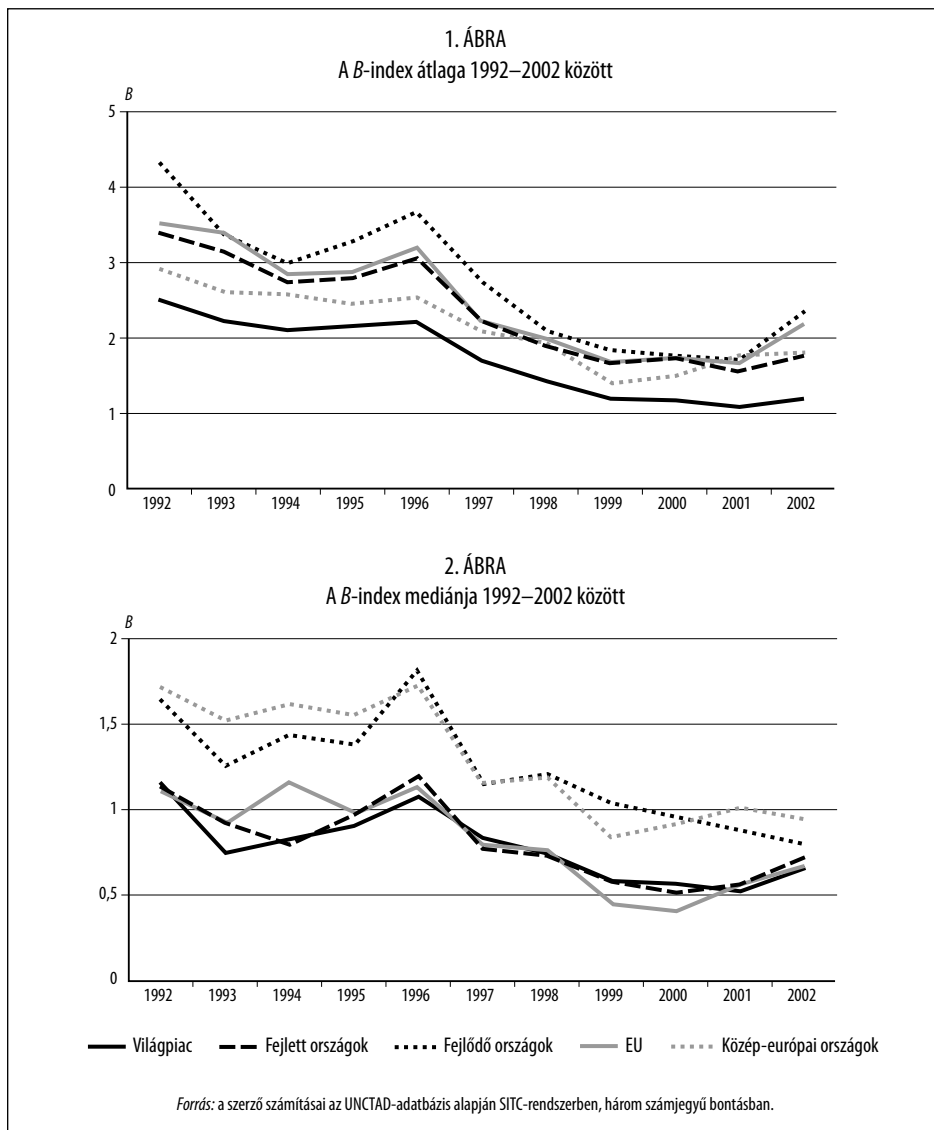 1. ÁBRA
A B-index átlaga 1992–2002 között
B
5
4
3
2
1
0
1992 1993 1994 1995 1996 1997 1998 1999 2000 2001 2002
2. ÁBRA
A B-index mediánja 1992–2002 között
B
2
1,5
1
0,5
0
1992 1993 1994 1995 1996 1997 1998 1999 2000 2001 2002
Világpiac Fejlett országok Fejlődő országok EU Közép-európai országok
Forrás: a szerző számításai az UNCTAD-adatbázis alapján SITC-rendszerben, három számjegyű bontásban.